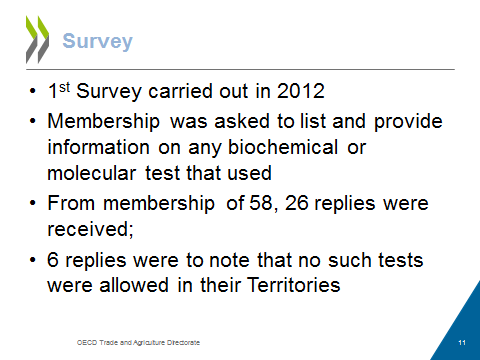 Survey
• 1st Survey carried out in 2012
• Membership was asked to list and provide
information on any biochemical or
molecular test that used
• From membership of 58, 26 replies were
received;
• 6 replies were to note that no such tests
were allowed in their Territories
OECD Trade and Agriculture Directorate
11